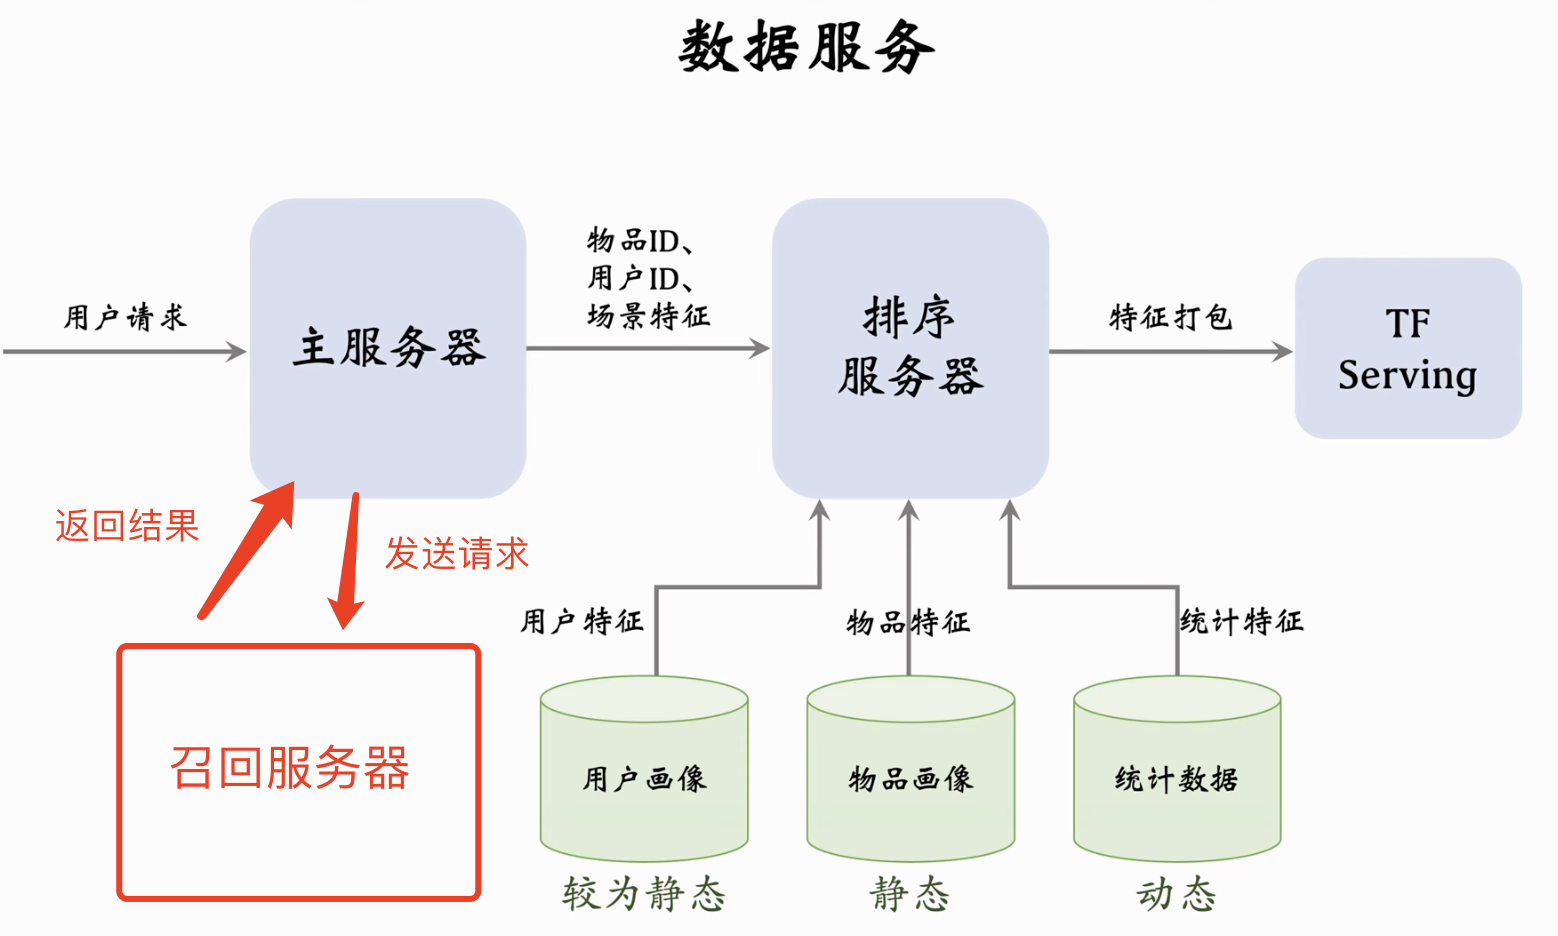 数据服务
用户请求
主服务器
物品ID、
用户ID、
场景特征
排序
服务器
特征打包
TF
Serving
返回结果
发送请求
召回服务器
用户特征
物品特征
统计特征
用户画像
物品画像
统计数据
较为静态
静态
动态